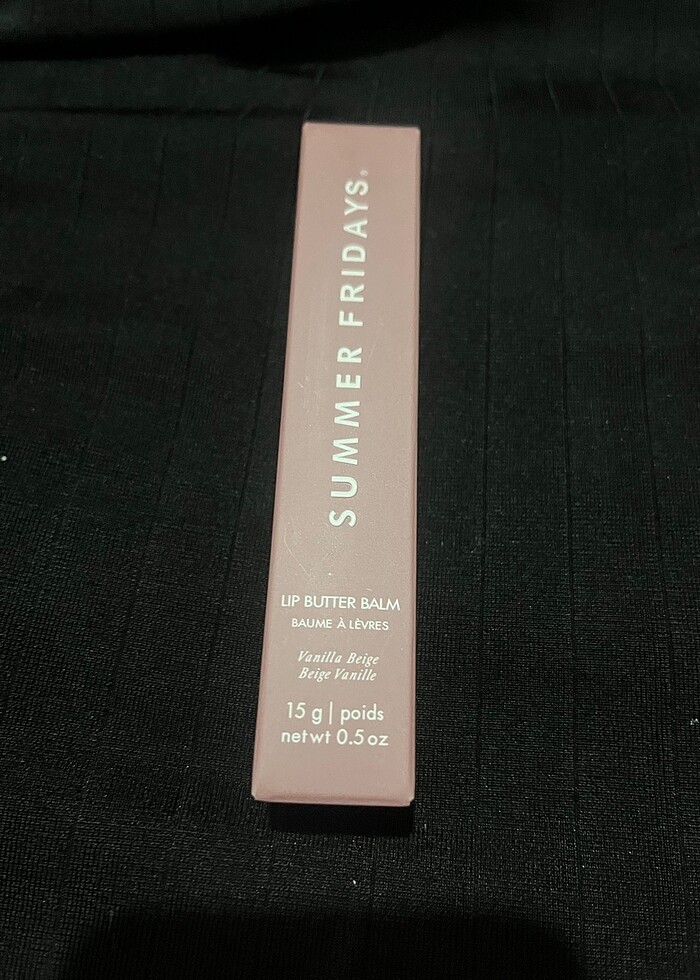 SUMMER FRIDAYS®
LIP BUTTER BALM
BAUME À LÈVRES
Vanilla Beige
Beige Vanille
15 g | poids
net wt 0.5 oz